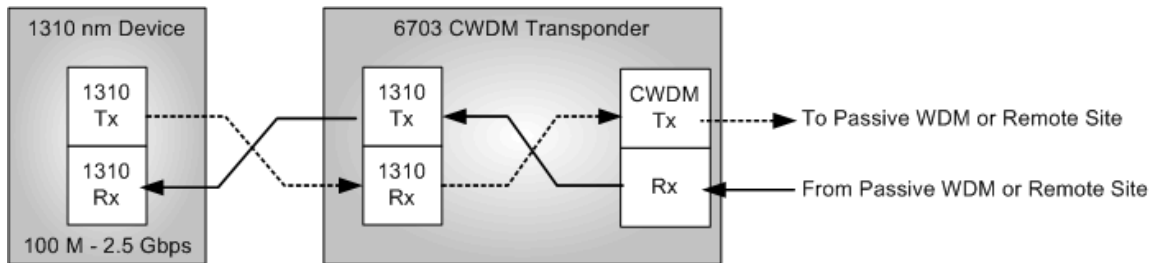 1310 nm Device
6703 CWDM Transponder
1310
Tx
1310
Rx
100 M - 2.5 Gbps
1310
Tx
1310
Rx
CWDM
Tx
Rx
To Passive WDM or Remote Site
From Passive WDM or Remote Site